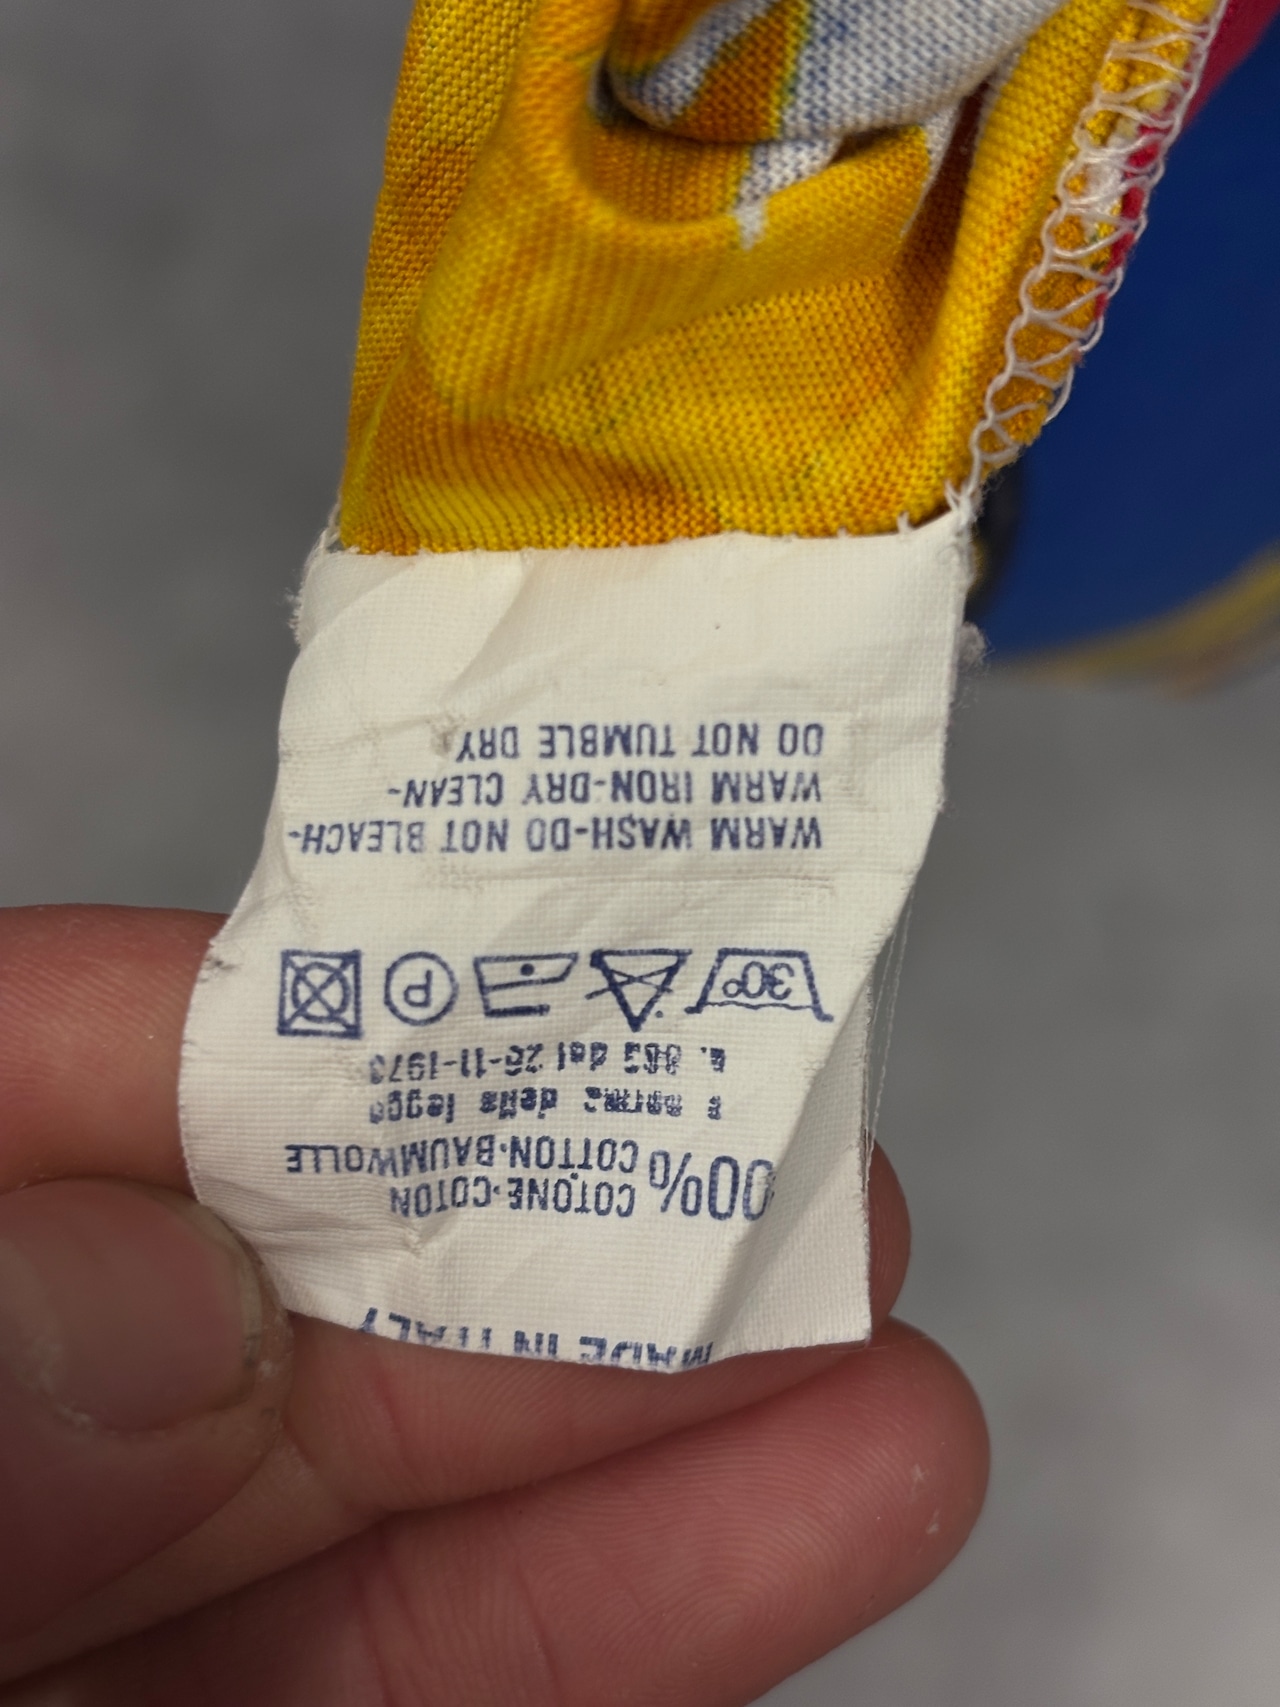 MADE IN ITALY
00% COTONE·COTON
COTTON·BAUMWOLLE
norma della legge
n. 883 del 26-11-1973
30°
P
WARM WASH-DO NOT BLEACH-
WARM IRON-DRY CLEAN-
DO NOT TUMBLE DRY